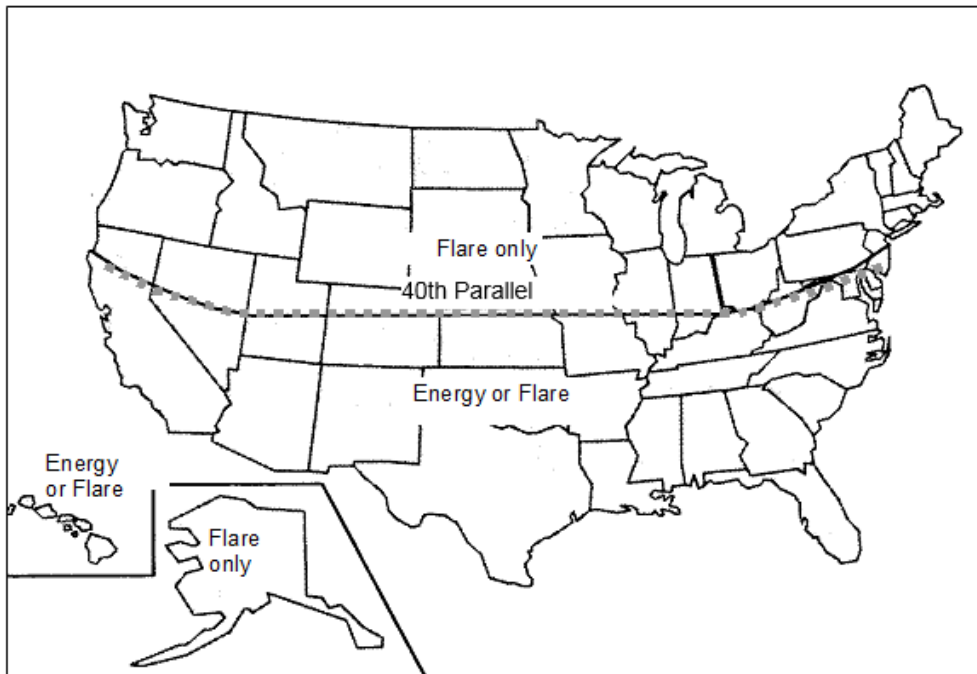 Flare only
40th Parallel
Energy or Flare
Energy
or Flare
Flare
only